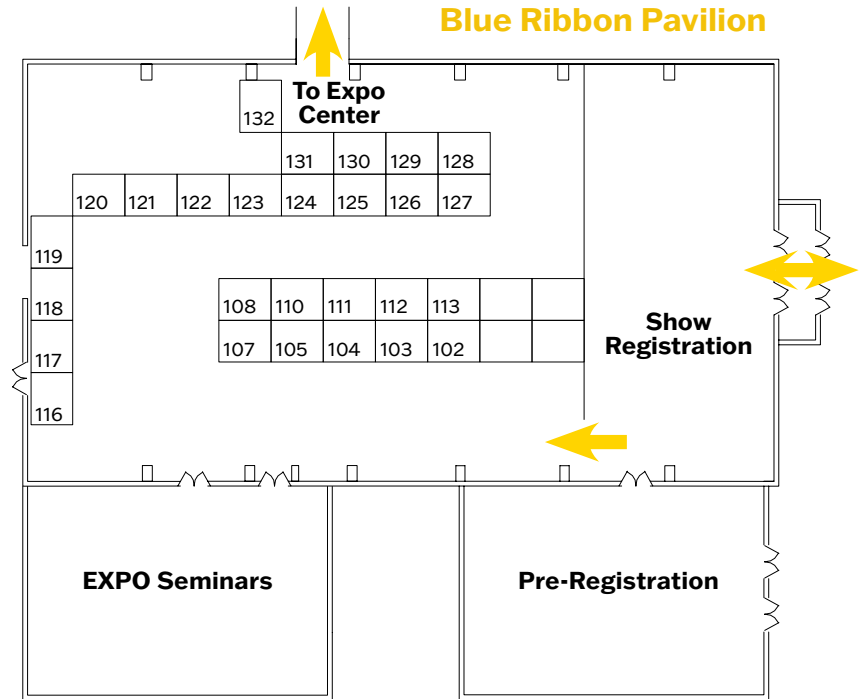 Blue Ribbon Pavilion
To Expo
Center
132
131 130 129 128
120 121 122 123 124 125 126 127
119
118
117
116
108 110 111 112 113
107 105 104 103 102
Show
Registration
EXPO Seminars
Pre-Registration